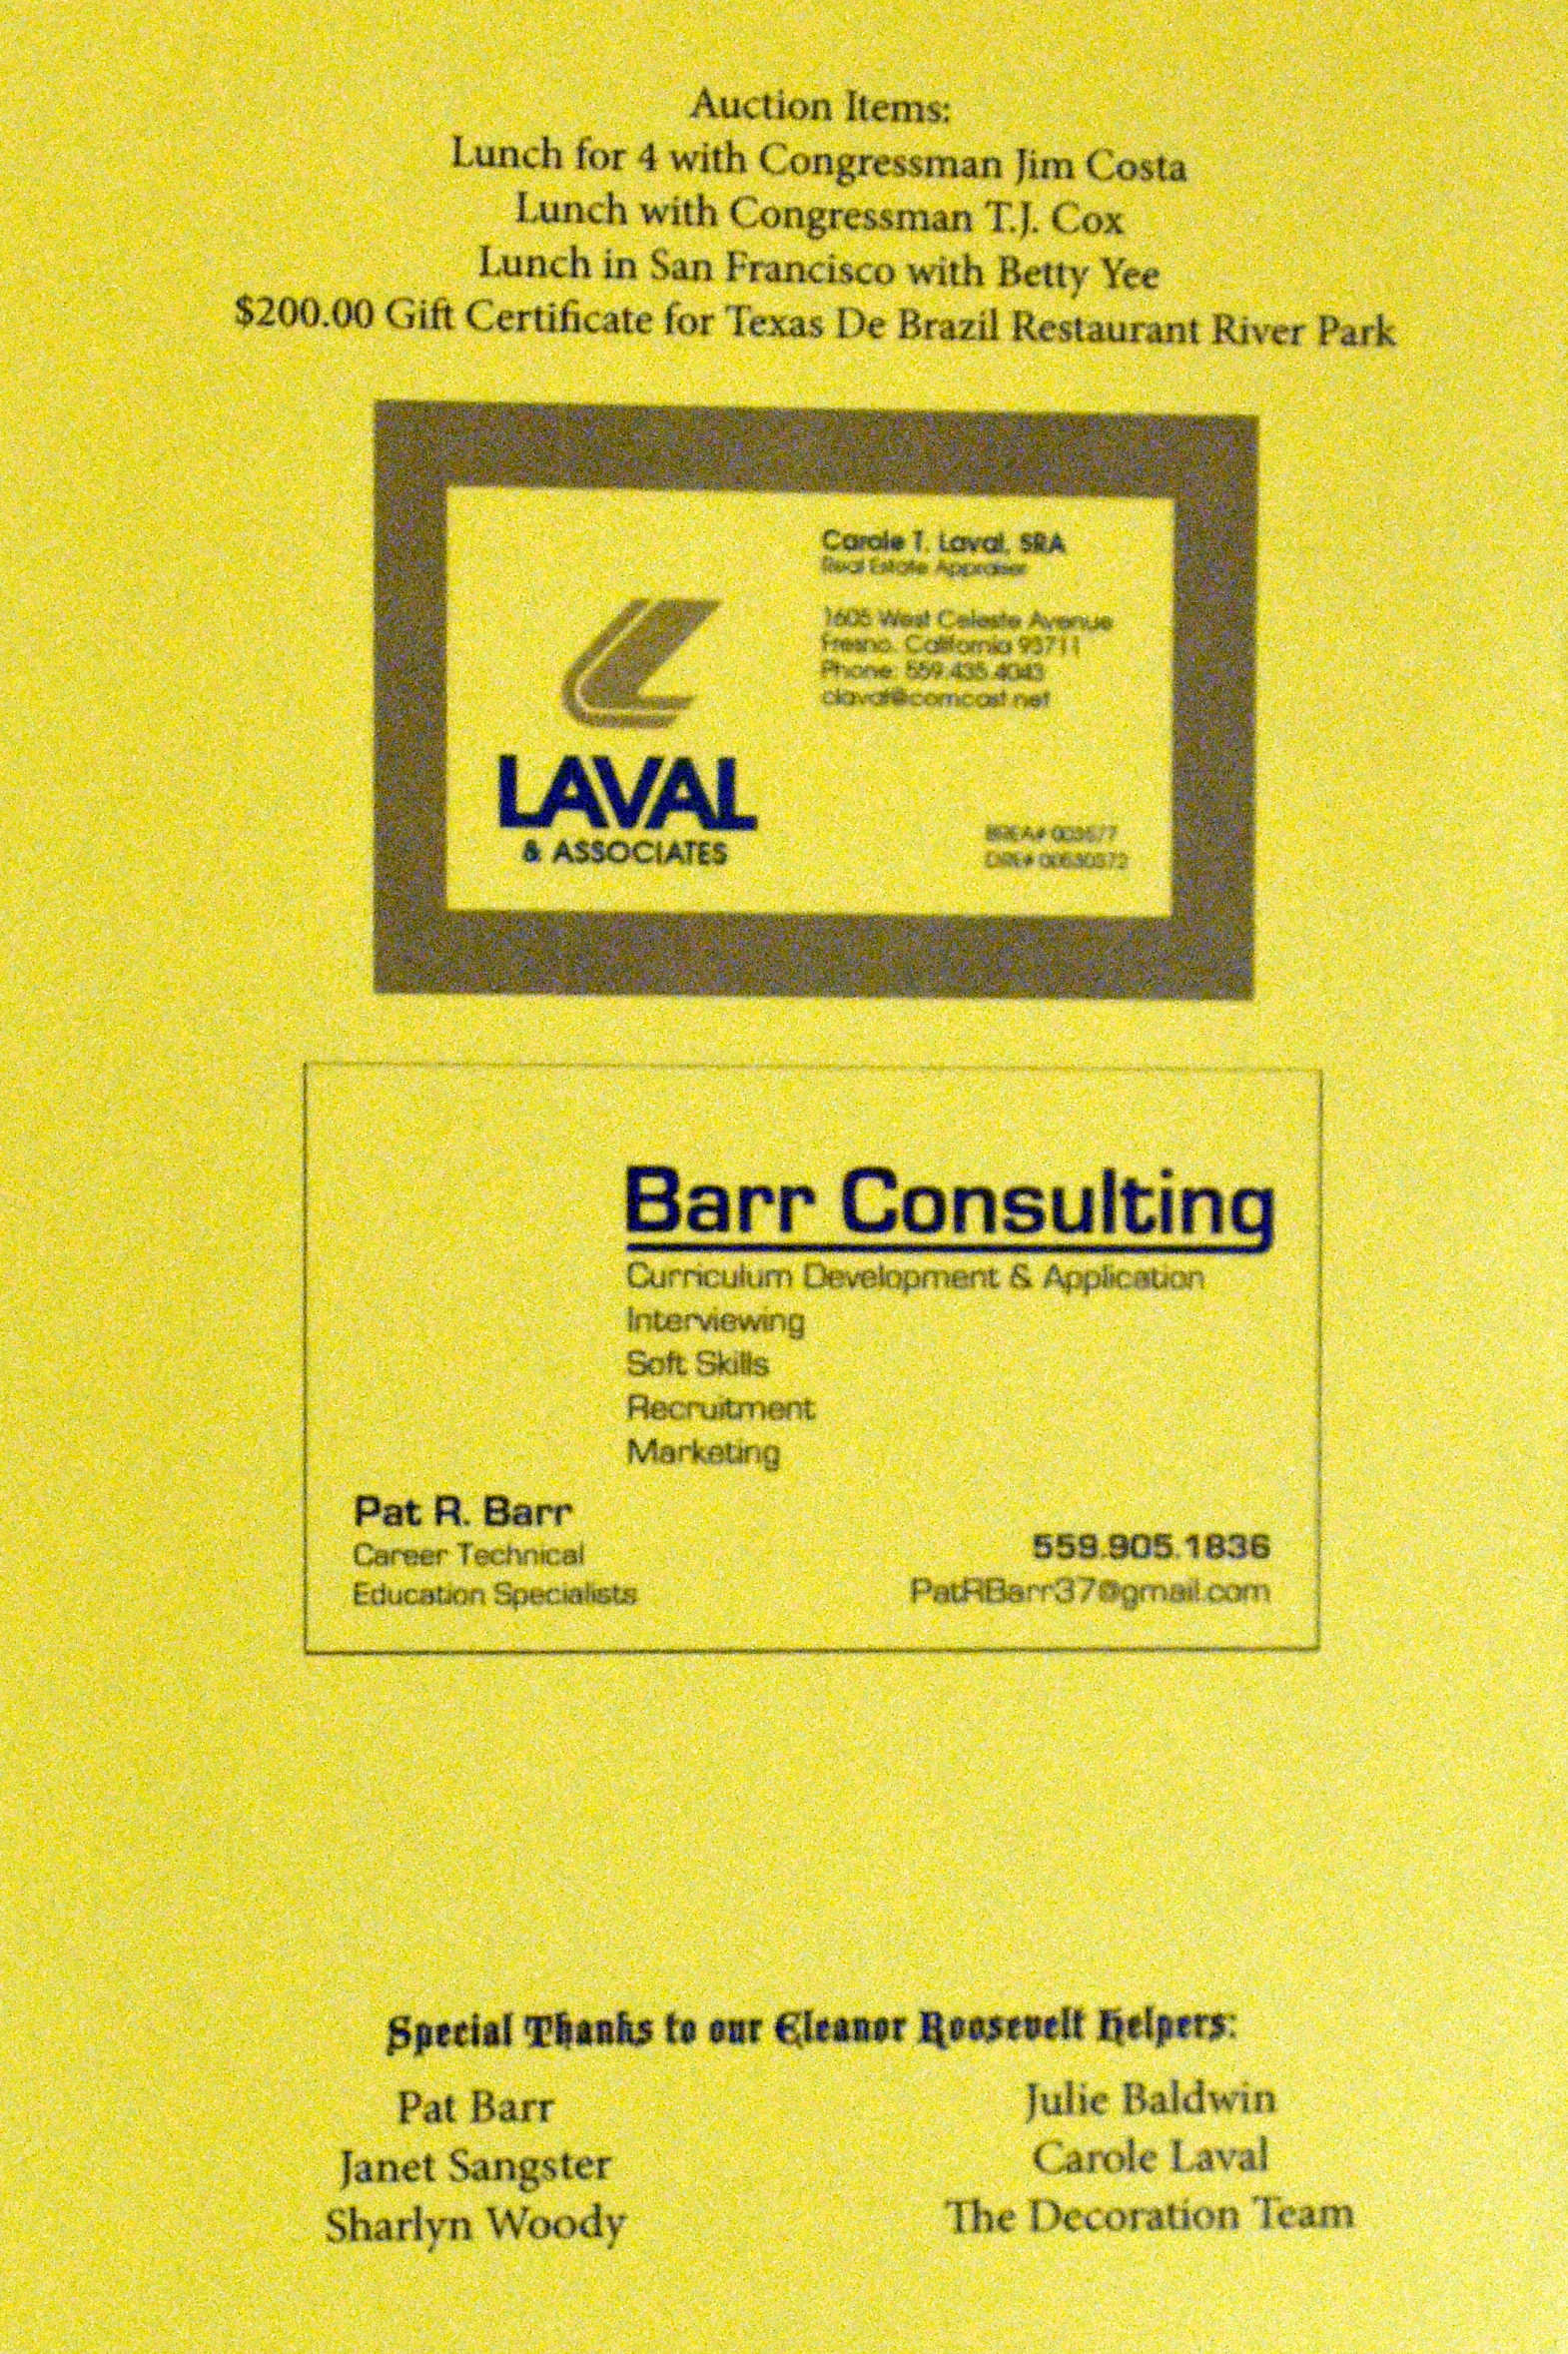 Auction Items:
Lunch for 4 with Congressman Jim Costa
Lunch with Congressman T.J. Cox
Lunch in San Francisco with Betty Yee
$200.00 Gift Certificate for Texas De Brazil Restaurant River Park
Carole T. Laval, SRA
Real Estate Appraiser
1605 West Celeste Avenue
Fresno, California 93711
Phone: 559.435.4043
claval@comcast.net
LAVAL
& ASSOCIATES
BREA#
DRE#
Barr Consulting
Curriculum Development & Application
Interviewing
Soft Skills
Recruitment
Marketing
Pat R. Barr
Career Technical
Education Specialists
559.905.1836
PatRBarr37@gmail.com
Special Thanks to our Eleanor Roosevelt Helpers:
Pat Barr
Janet Sangster
Sharlyn Woody
Julie Baldwin
Carole Laval
The Decoration Team